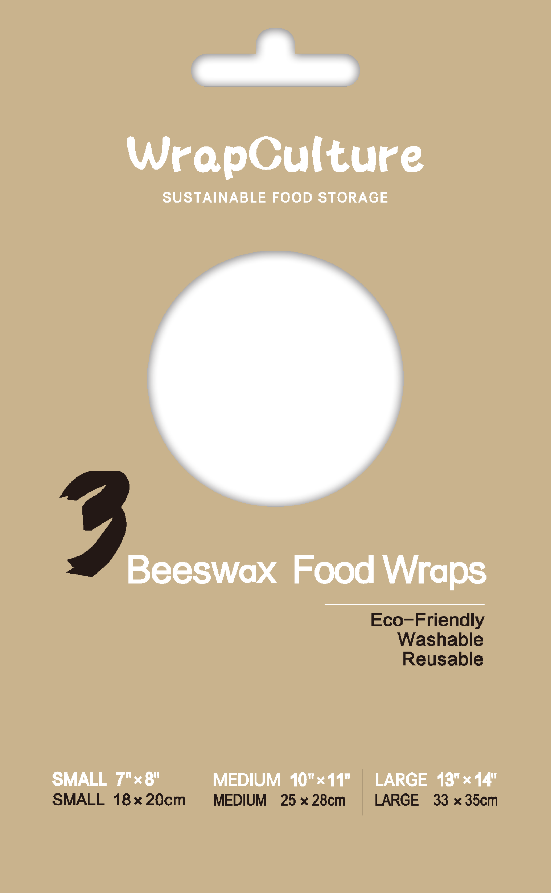 WrapCulture
SUSTAINABLE FOOD STORAGE
3 Beeswax Food Wraps
Eco-Friendly
Washable
Reusable
SMALL 7"×8" MEDIUM 10"×11" LARGE 13"×14"
SMALL 18×20cm MEDIUM 25×28cm LARGE 33×35cm